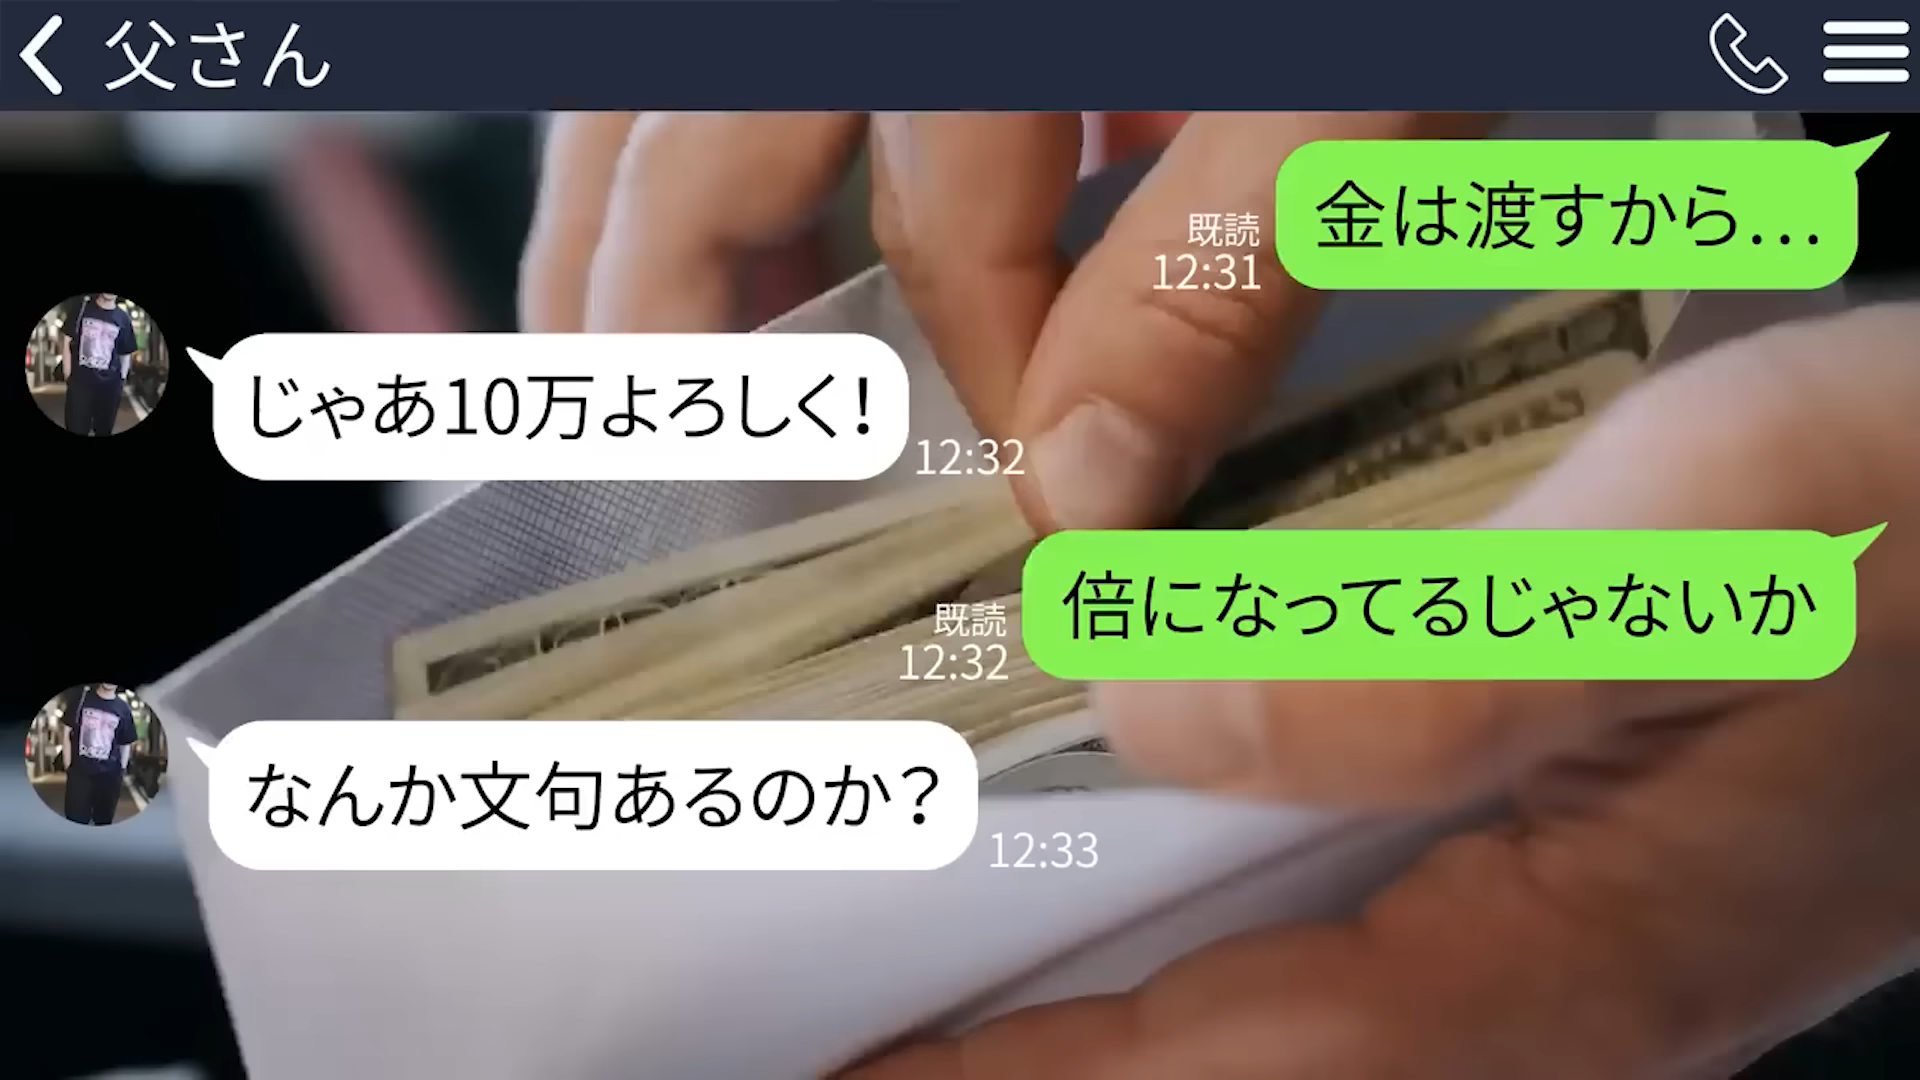 父さん
金は渡すから…
既読
12:31
じゃあ10万よろしく!
12:32
倍になってるじゃないか
既読
12:32
なんか文句あるのか?
12:33